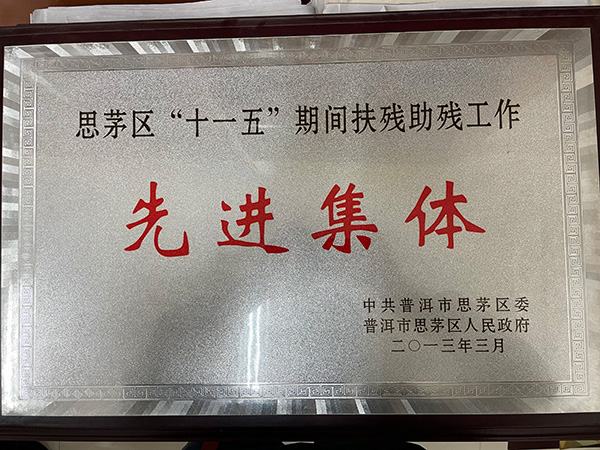 思茅区“十一五”期间扶残助残工作
先进集体
中共普洱市思茅区委
普洱市思茅区人民政府
二〇一三年三月